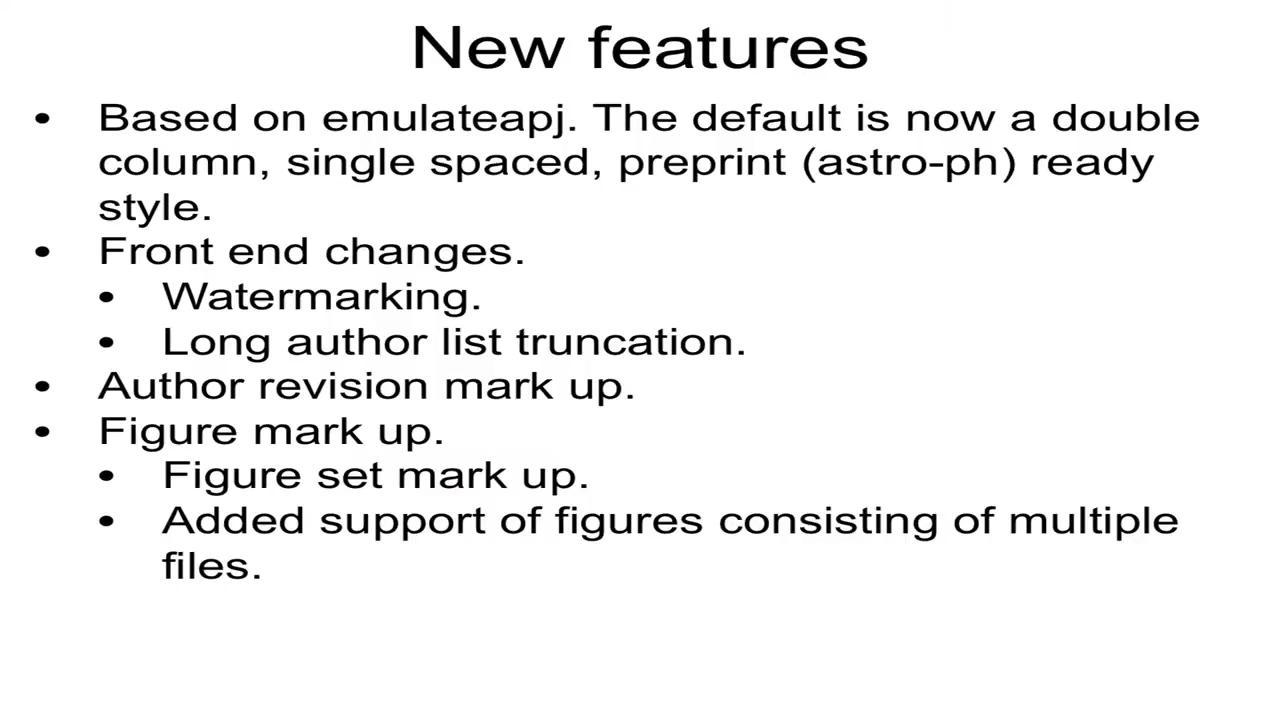 New features
• Based on emulateapj. The default is now a double
column, single spaced, preprint (astro-ph) ready
style.
• Front end changes.
• Watermarking.
• Long author list truncation.
• Author revision mark up.
• Figure mark up.
• Figure set mark up.
• Added support of figures consisting of multiple
files.